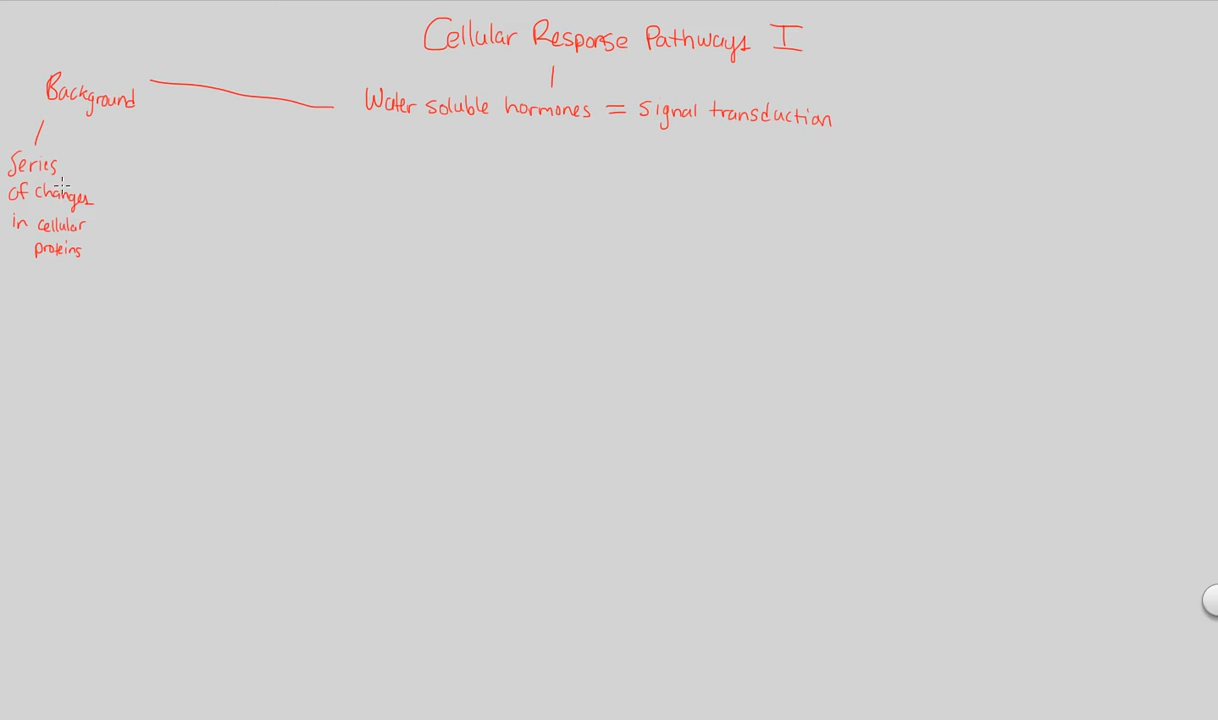 Cellular Response Pathways I
Background
Water soluble hormones = signal transduction
Series
of changes
in cellular
proteins